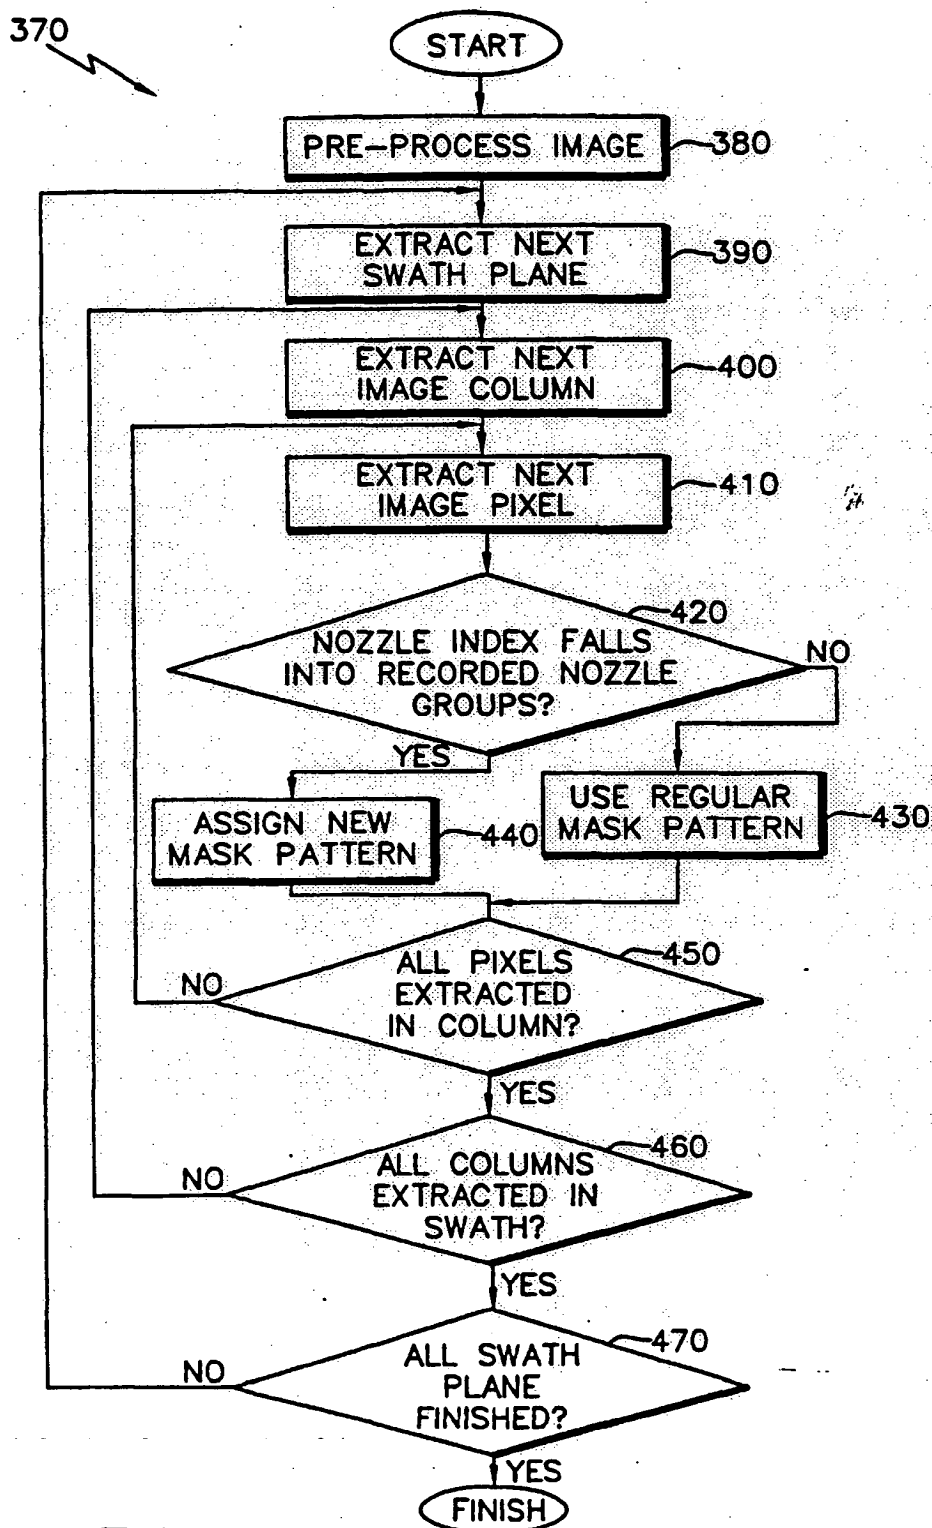 370
START
PRE-PROCESS IMAGE
380
EXTRACT NEXT
SWATH PLANE
390
EXTRACT NEXT
IMAGE COLUMN
400
EXTRACT NEXT
IMAGE PIXEL
410
420
NOZZLE INDEX FALLS
INTO RECORDED NOZZLE
GROUPS?
NO
YES
ASSIGN NEW
MASK PATTERN
440
USE REGULAR
MASK PATTERN
430
450
ALL PIXELS
EXTRACTED
IN COLUMN?
NO
YES
460
ALL COLUMNS
EXTRACTED IN
SWATH?
NO
YES
470
ALL SWATH
PLANE
FINISHED?
NO
YES
FINISH